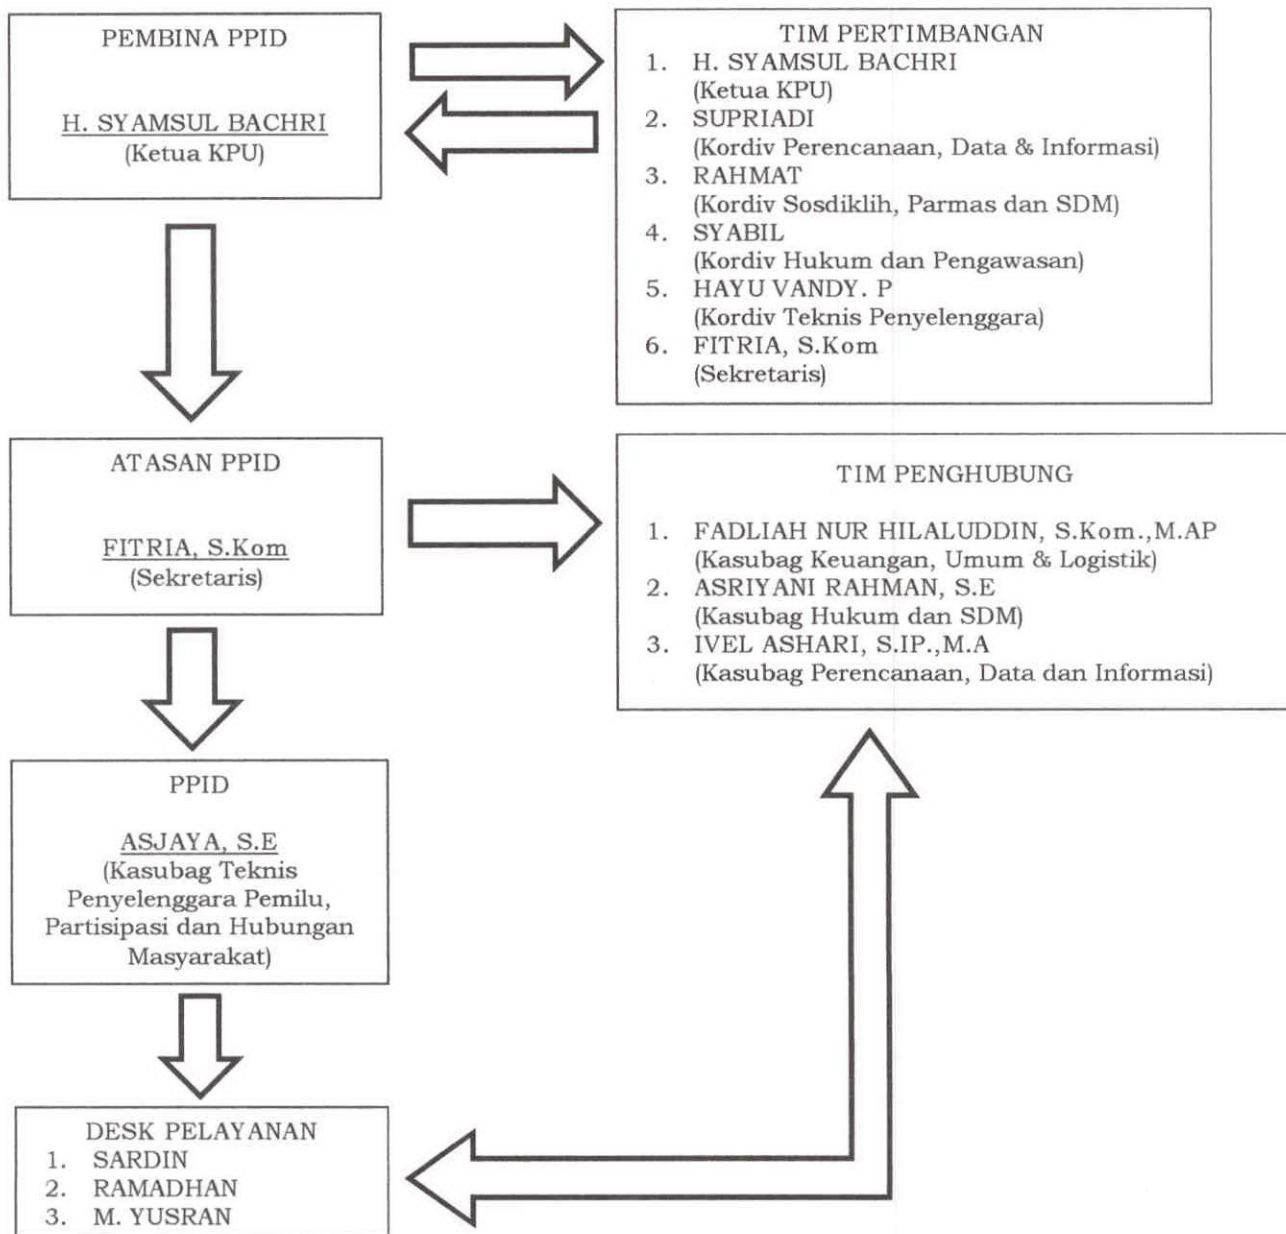 PEMBINA PPID
H. SYAMSUL BACHRI
(Ketua KPU)
TIM PERTIMBANGAN
1. H. SYAMSUL BACHRI
(Ketua KPU)
2. SUPRIADI
(Kordiv Perencanaan, Data & Informasi)
3. RAHMAT
(Kordiv Sosdiklih, Parmas dan SDM)
4. SYABIL
(Kordiv Hukum dan Pengawasan)
5. HAYU VANDY. P
(Kordiv Teknis Penyelenggara)
6. FITRIA, S.Kom
(Sekretaris)
ATASAN PPID
FITRIA, S.Kom
(Sekretaris)
TIM PENGHUBUNG
1. FADLIAH NUR HILALUDDIN, S.Kom.,M.AP
(Kasubag Keuangan, Umum & Logistik)
2. ASRIYANI RAHMAN, S.E
(Kasubag Hukum dan SDM)
3. IVEL ASHARI, S.IP.,M.A
(Kasubag Perencanaan, Data dan Informasi)
PPID
ASJAYA, S.E
(Kasubag Teknis
Penyelenggara Pemilu,
Partisipasi dan Hubungan
Masyarakat)
DESK PELAYANAN
1. SARDIN
2. RAMADHAN
3. M. YUSRAN